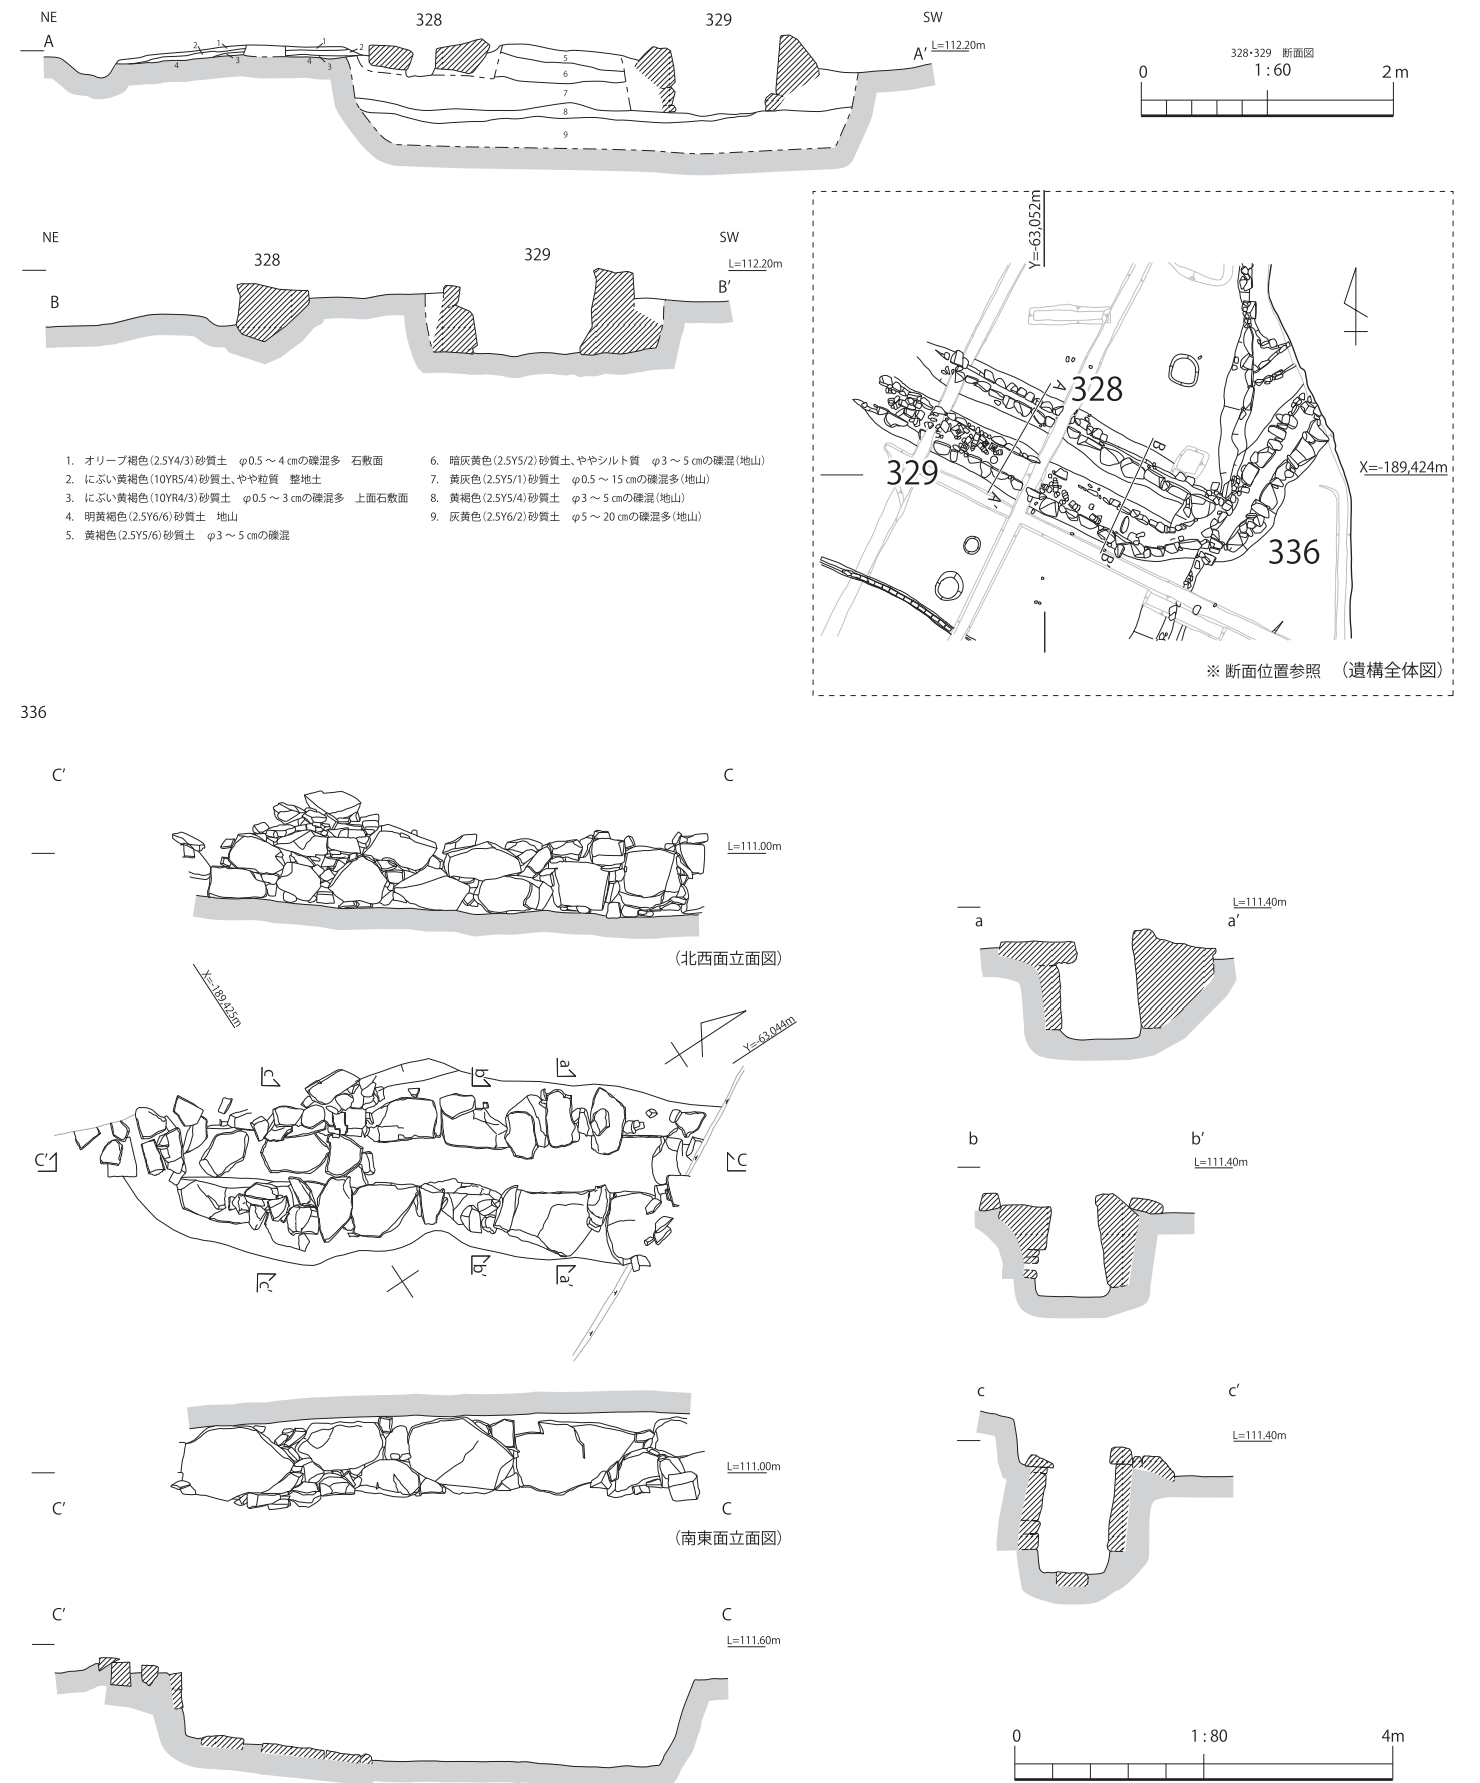 NE
328
329
SW
A
A'
L=112.20m
1
2
3
4
1
2
3
4
5
6
7
8
9
328・329　断面図
0
1:60
2m
NE
328
329
SW
L=112.20m
B
B'
1.　オリーブ褐色(2.5Y4/3)砂質土　φ0.5～4㎝の礫混多　石敷面
2.　にぶい黄褐色(10YR5/4)砂質土、やや粒質　整地土
3.　にぶい黄褐色(10YR4/3)砂質土　φ0.5～3㎝の礫混多　上面石敷面
4.　明黄褐色(2.5Y6/6)砂質土　地山
5.　黄褐色(2.5Y5/6)砂質土　φ3～5㎝の礫混
6.　暗灰黄色(2.5Y5/2)砂質土、ややシルト質　φ3～5㎝の礫混(地山)
7.　黄灰色(2.5Y5/1)砂質土　φ0.5～15㎝の礫混多(地山)
8.　黄褐色(2.5Y5/4)砂質土　φ3～5㎝の礫混(地山)
9.　灰黄色(2.5Y6/2)砂質土　φ5～20㎝の礫混多(地山)
Y=-63,052m
A
328
B
329
A'
X=-189,424m
336
B'
※ 断面位置参照　(遺構全体図)
336
C'
C
L=111.00m
(北西面立面図)
X=-189,425m
Y=-63,044m
c
b
a
C'
C
c'
b'
a'
L=111.00m
C'
C
(南東面立面図)
C'
C
L=111.60m
L=111.40m
a
a'
b
b'
L=111.40m
c
c'
L=111.40m
0
1:80
4m